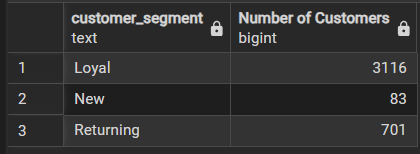 customer_segment Number of Customers
text bigint
1 Loyal 3116
2 New 83
3 Returning 701